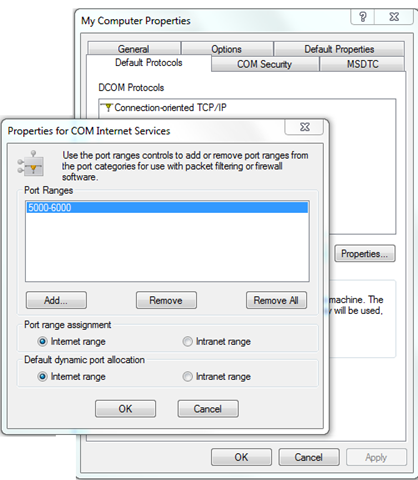 My Computer Properties
General
Options
Default Properties
Default Protocols
COM Security
MSDTC
DCOM Protocols
Connection-oriented TCP/IP
Properties for COM Internet Services
Use the port ranges controls to add or remove port ranges from
the port categories for use with packet filtering or firewall
software.
Port Ranges
5000-6000
Add...
Remove
Remove All
Port range assignment
Internet range
Intranet range
Default dynamic port allocation
Internet range
Intranet range
OK
Cancel
Properties...
machine. The
will be used,
OK
Cancel
Apply